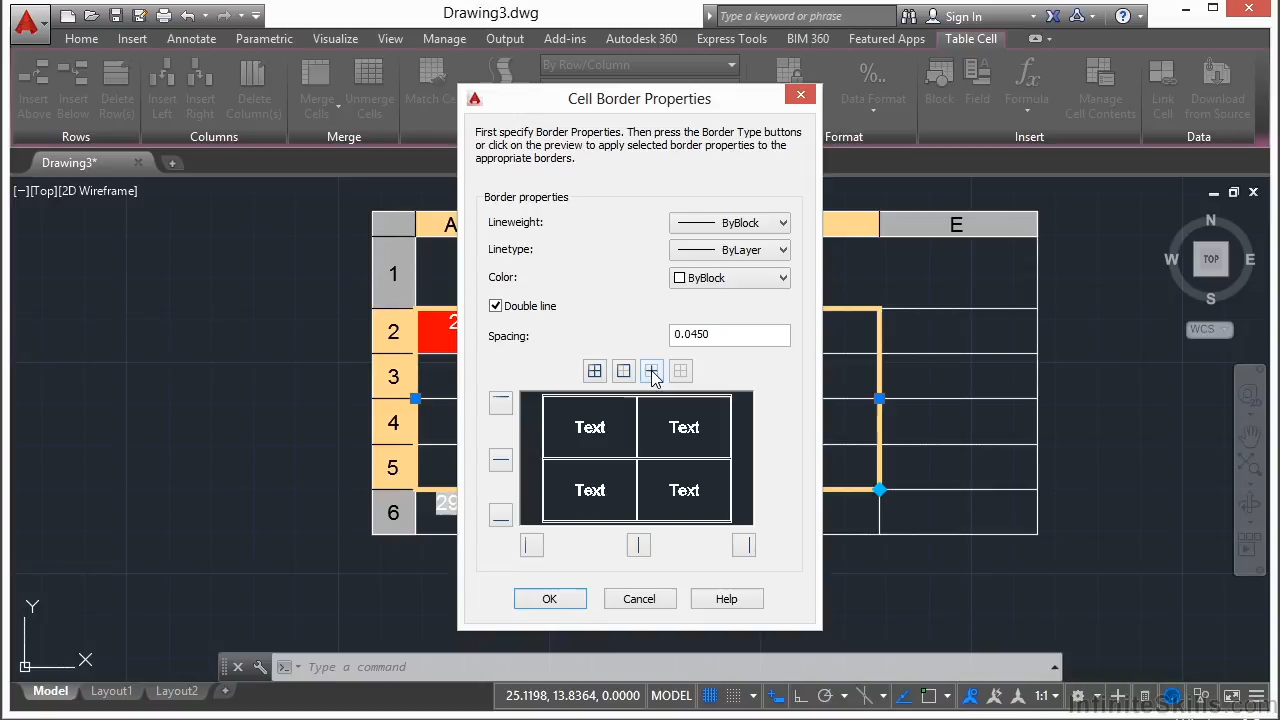 Drawing3.dwg
Type a keyword or phrase
Sign In
Home Insert Annotate Parametric Visualize View Manage Output Add-ins Autodesk 360 Express Tools BIM 360 Featured Apps Table Cell
By Row/Column
Insert Above
Insert Below
Delete Row(s)
Insert Left
Insert Right
Delete Column(s)
Merge Cells
Unmerge Cells
Match Ce
%..
Data Format
Block
Field
Formula
Manage Cell Contents
Link Cell
Download from Source
Rows Columns Merge Format Insert Data
Drawing3*
[−][Top][2D Wireframe]
Cell Border Properties
First specify Border Properties. Then press the Border Type buttons
or click on the preview to apply selected border properties to the
appropriate borders.
Border properties
Lineweight: ByBlock
Linetype: ByLayer
Color: ByBlock
Double line
Spacing: 0.0450
Text Text
Text Text
OK Cancel Help
A E
1
2 2
3
4
5
6 29
N
W TOP E
S
WCS
Y
X
Type a command
Model Layout1 Layout2
25.1198, 13.8364, 0.0000 MODEL 1:1
InfiniteSkills.com